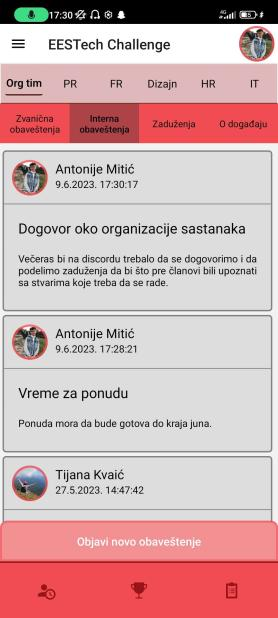 17:30
4G 51
EESTech Challenge
Org tim PR FR Dizajn HR IT
Zvanična obaveštenja
Interna obaveštenja
Zaduženja
O događaju
Antonije Mitić
9.6.2023. 17:30:17
Dogovor oko organizacije sastanaka
Večeras bi na discordu trebalo da se dogovorimo i da
podelimo zaduženja da bi što pre članovi bili upoznati
sa stvarima koje treba da se rade.
Antonije Mitić
9.6.2023. 17:28:21
Vreme za ponudu
Ponuda mora da bude gotova do kraja juna.
Tijana Kvaić
27.5.2023. 14:47:42
Objavi novo obaveštenje